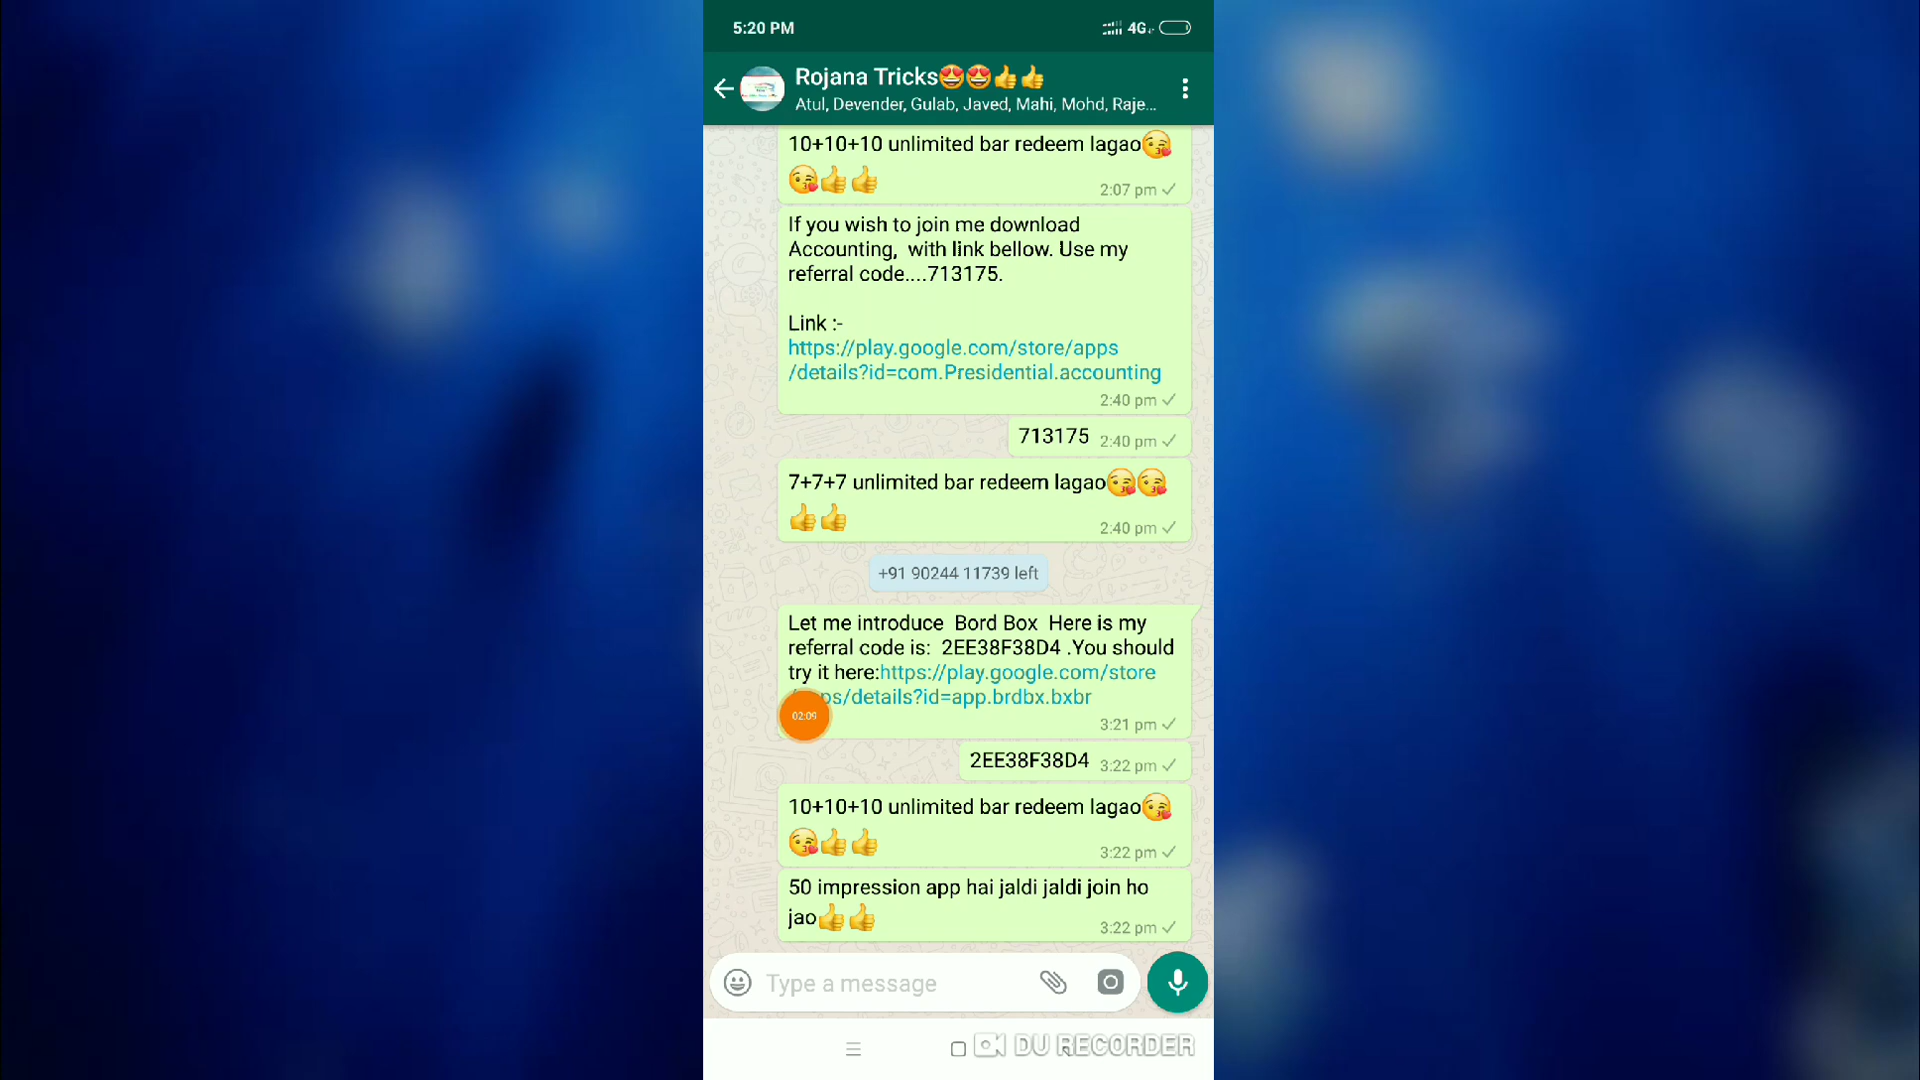 5:20 PM
4G
Rojana Tricks😍😍👍👍
Atul, Devender, Gulab, Javed, Mahi, Mohd, Raje...
10+10+10 unlimited bar redeem lagao😘
😘👍👍
2:07 pm
If you wish to join me download
Accounting,  with link bellow. Use my
referral code....713175.
Link :-
https://play.google.com/store/apps
/details?id=com.Presidential.accounting
2:40 pm
713175 2:40 pm
7+7+7 unlimited bar redeem lagao😘😘
👍👍
2:40 pm
+91 90244 11739 left
Let me introduce  Bord Box  Here is my
referral code is:  2EE38F38D4 .You should
try it here:https://play.google.com/store
ps/details?id=app.brdbx.bxbr
02:09
3:21 pm
2EE38F38D4 3:22 pm
10+10+10 unlimited bar redeem lagao😘
😘👍👍
3:22 pm
50 impression app hai jaldi jaldi join ho
jao👍👍
3:22 pm
Type a message
DU RECORDER